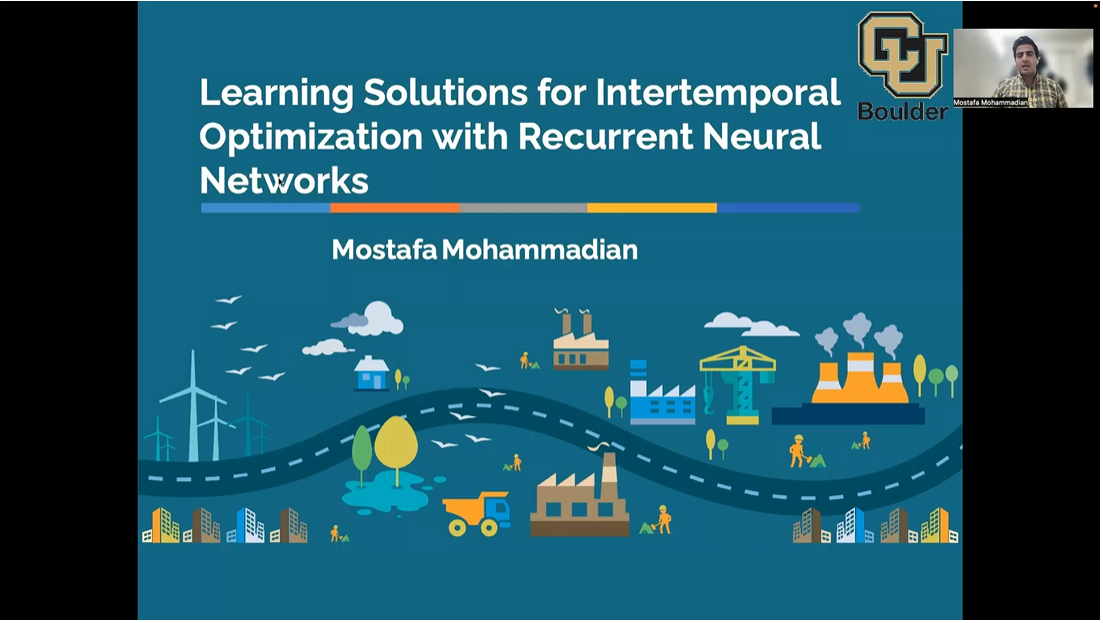 Learning Solutions for Intertemporal
Optimization with Recurrent Neural
Networks
Mostafa Mohammadian
CU
Boulder
Mostafa Mohammadian